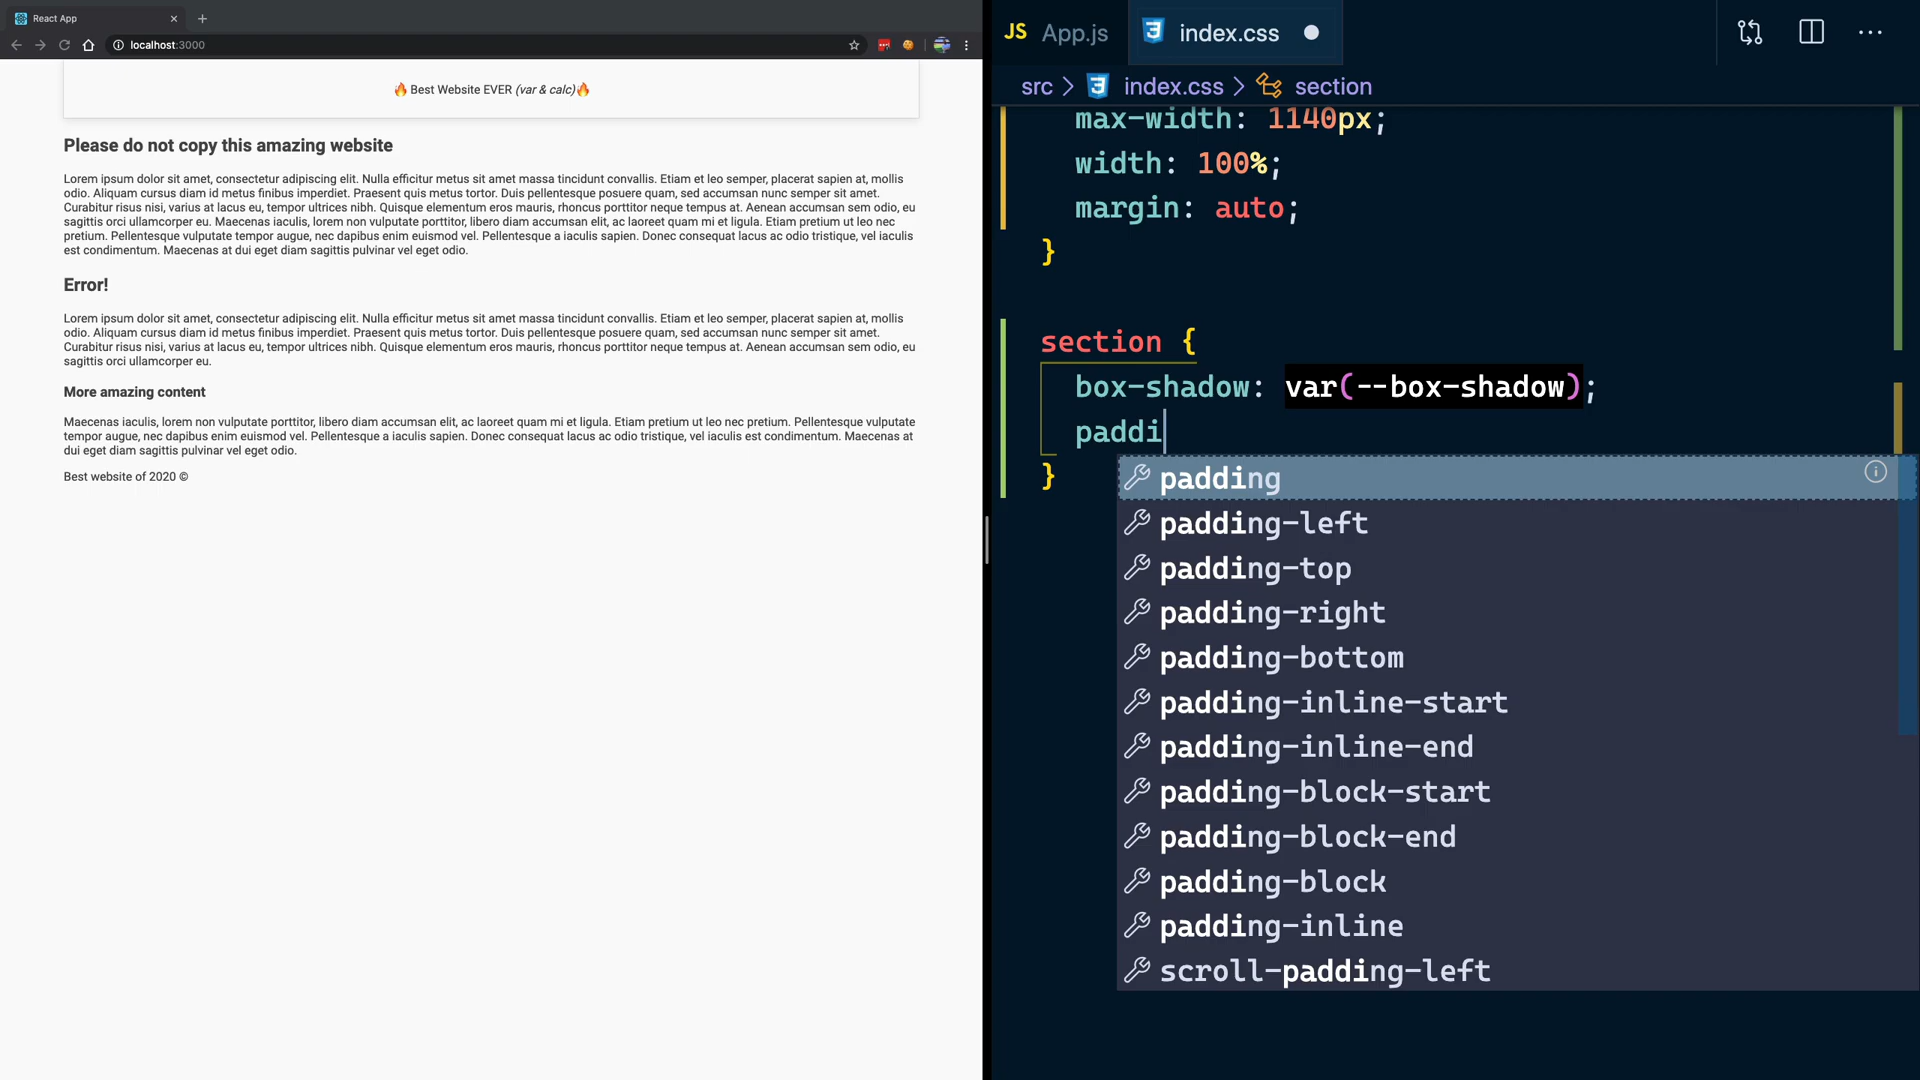 React App
localhost:3000
🔥 Best Website EVER (var & calc)🔥
Please do not copy this amazing website
Lorem ipsum dolor sit amet, consectetur adipiscing elit. Nulla efficitur metus sit amet massa tincidunt convallis. Etiam et leo semper, placerat sapien at, mollis
odio. Aliquam cursus diam id metus finibus imperdiet. Praesent quis metus tortor. Duis pellentesque posuere quam, sed accumsan nunc semper sit amet.
Curabitur risus nisi, varius at lacus eu, tempor ultrices nibh. Quisque elementum eros mauris, rhoncus porttitor neque tempus at. Aenean accumsan sem odio, eu
sagittis orci ullamcorper eu. Maecenas iaculis, lorem non vulputate porttitor, libero diam accumsan elit, ac laoreet quam mi et ligula. Etiam pretium ut leo nec
pretium. Pellentesque vulputate tempor augue, nec dapibus enim euismod vel. Pellentesque a iaculis sapien. Donec consequat lacus ac odio tristique, vel iaculis
est condimentum. Maecenas at dui eget diam sagittis pulvinar vel eget odio.
Error!
Lorem ipsum dolor sit amet, consectetur adipiscing elit. Nulla efficitur metus sit amet massa tincidunt convallis. Etiam et leo semper, placerat sapien at, mollis
odio. Aliquam cursus diam id metus finibus imperdiet. Praesent quis metus tortor. Duis pellentesque posuere quam, sed accumsan nunc semper sit amet.
Curabitur risus nisi, varius at lacus eu, tempor ultrices nibh. Quisque elementum eros mauris, rhoncus porttitor neque tempus at. Aenean accumsan sem odio, eu
sagittis orci ullamcorper eu.
More amazing content
Maecenas iaculis, lorem non vulputate porttitor, libero diam accumsan elit, ac laoreet quam mi et ligula. Etiam pretium ut leo nec pretium. Pellentesque vulputate
tempor augue, nec dapibus enim euismod vel. Pellentesque a iaculis sapien. Donec consequat lacus ac odio tristique, vel iaculis est condimentum. Maecenas at
dui eget diam sagittis pulvinar vel eget odio.
Best website of 2020 ©
JS App.js
index.css
src > index.css > section
max-width: 1140px;
width: 100%;
margin: auto;
}
section {
box-shadow: var(--box-shadow);
paddi
}
padding
padding-left
padding-top
padding-right
padding-bottom
padding-inline-start
padding-inline-end
padding-block-start
padding-block-end
padding-block
padding-inline
scroll-padding-left